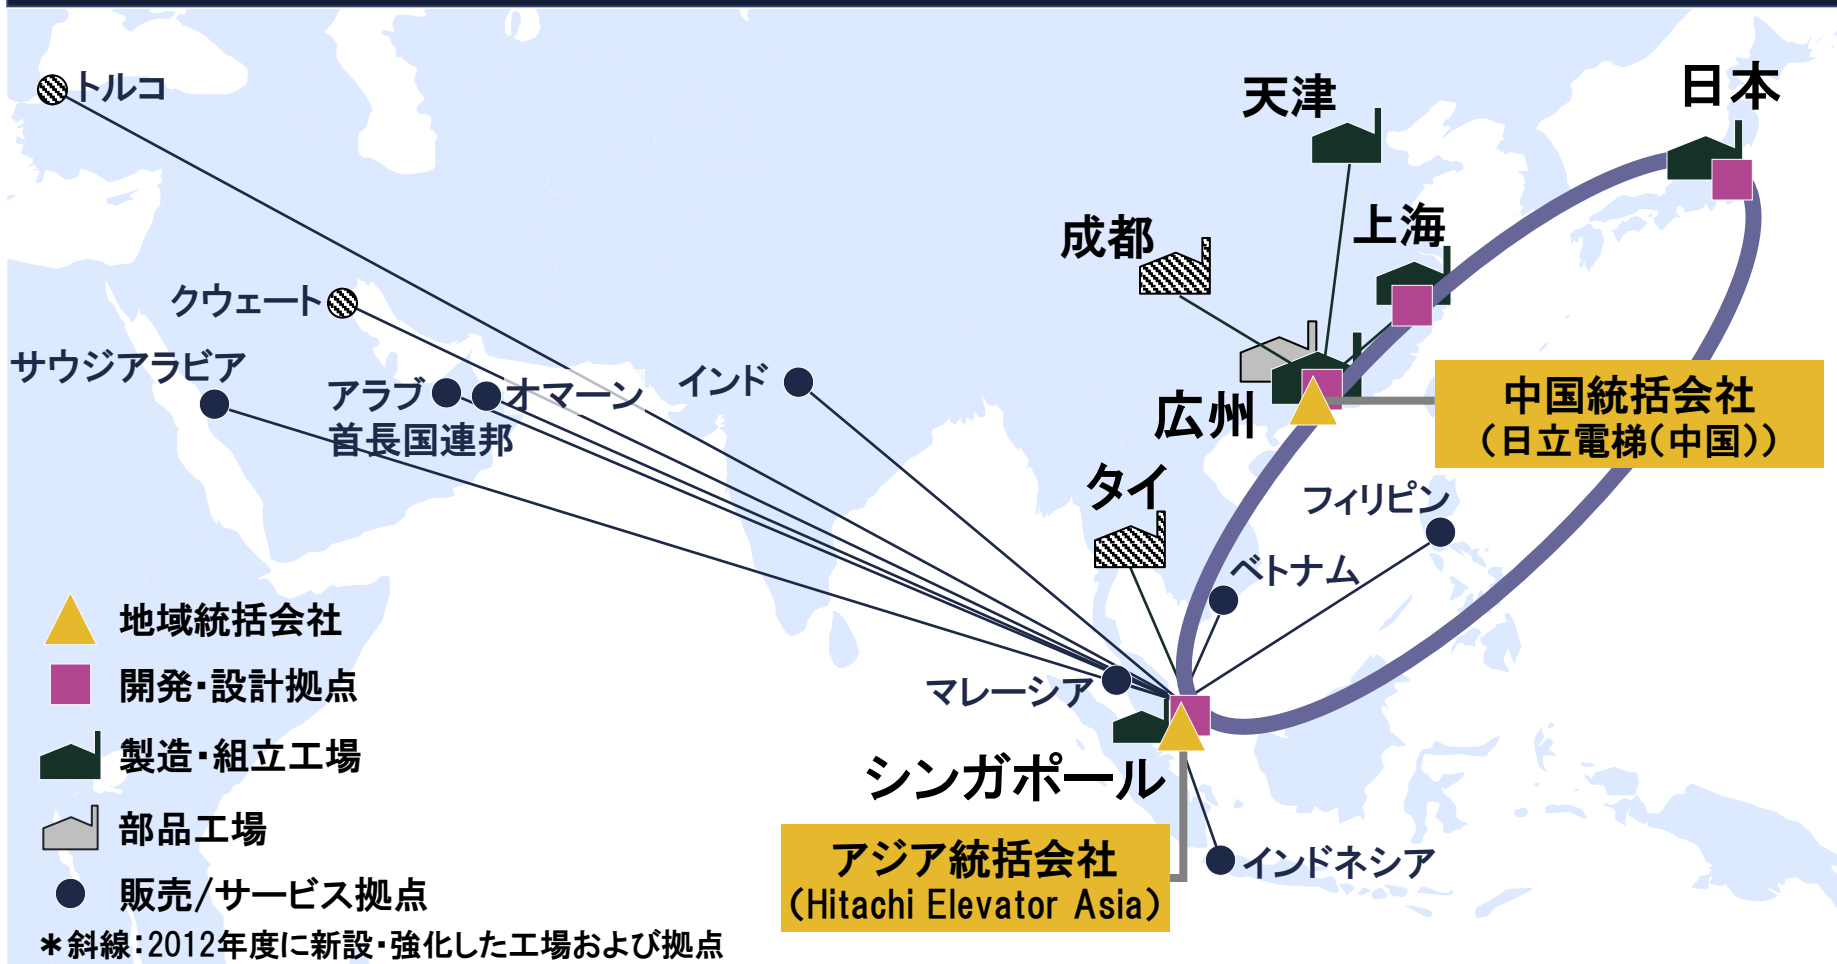 トルコ
天津
日本
成都
上海
クウェート
サウジアラビア
アラブ
首長国連邦
オマーン
インド
広州
中国統括会社
(日立電梯(中国))
タイ
フィリピン
ベトナム
マレーシア
シンガポール
アジア統括会社
(Hitachi Elevator Asia)
インドネシア
地域統括会社
開発・設計拠点
製造・組立工場
部品工場
販売/サービス拠点
＊斜線:2012年度に新設・強化した工場および拠点